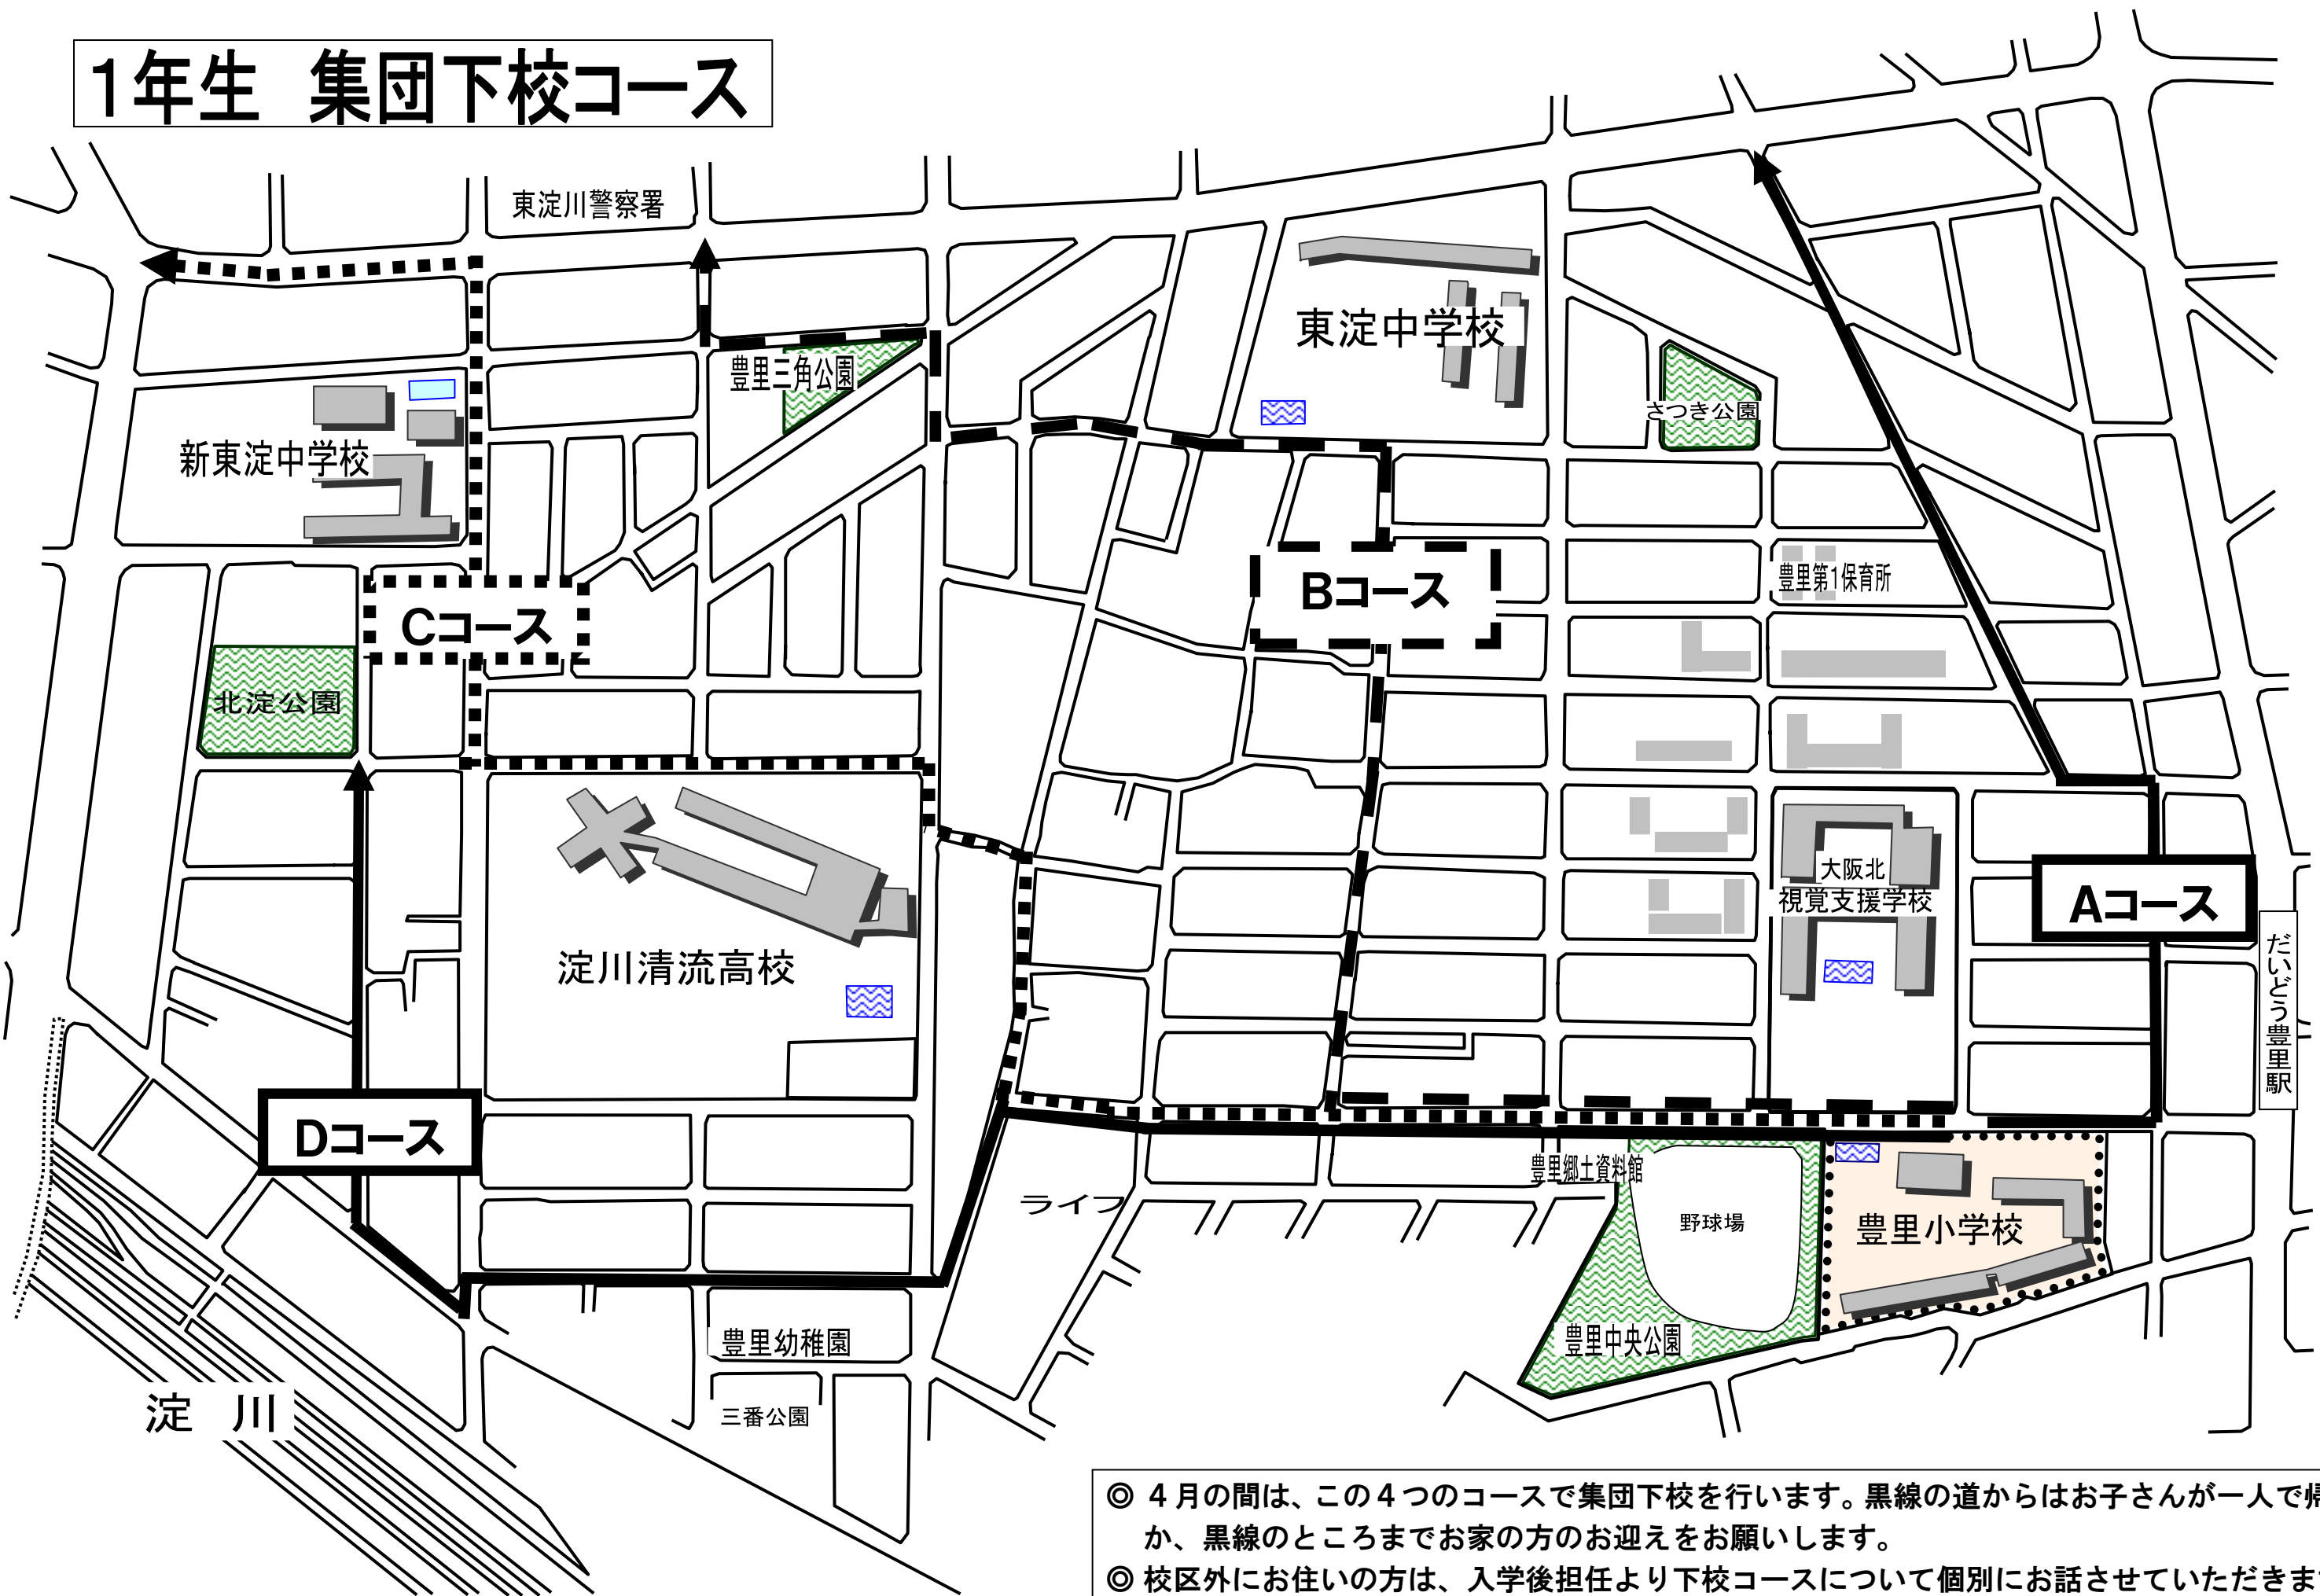 1年生　集団下校コース
東淀川警察署
東淀中学校
豊里三角公園
さつき公園
新東淀中学校
Bコース
豊里第1保育所
Cコース
北淀公園
大阪北
視覚支援学校
Aコース
淀川清流高校
だいどう豊里駅
Dコース
豊里郷土資料館
ライフ
野球場
豊里小学校
豊里幼稚園
豊里中央公園
三番公園
淀　川
◎ ４月の間は、この４つのコースで集団下校を行います。黒線の道からはお子さんが一人で帰
か、黒線のところまでお家の方のお迎えをお願いします。
◎ 校区外にお住いの方は、入学後担任より下校コースについて個別にお話させていただきま